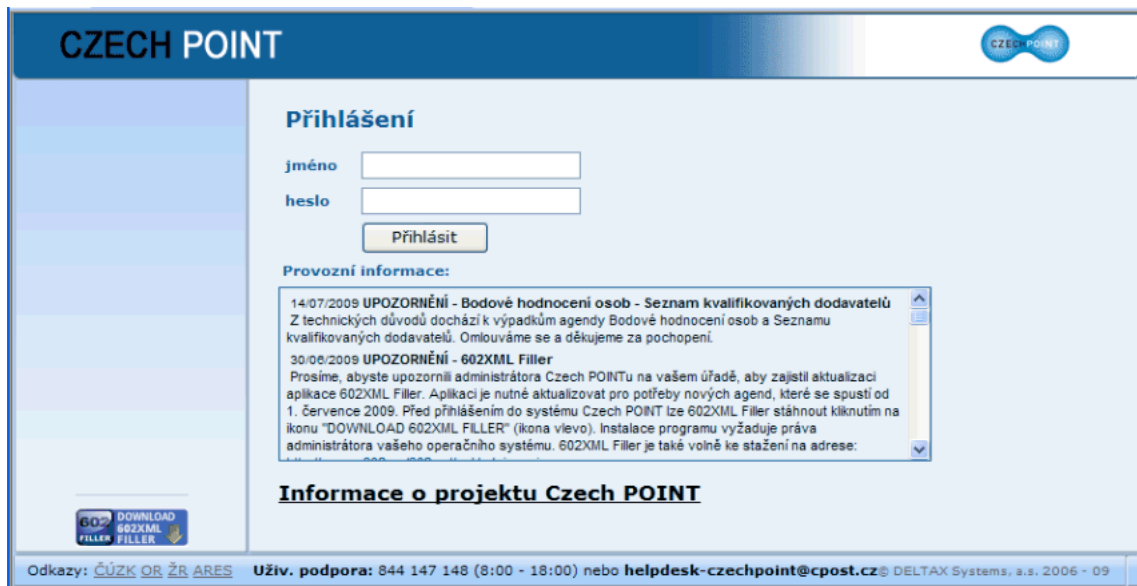 CZECH POINT
CZECHPOINT
Přihlášení
jméno
heslo
Přihlásit
Provozní informace:
14/07/2009 UPOZORNĚNÍ - Bodové hodnocení osob - Seznam kvalifikovaných dodavatelů
Z technických důvodů dochází k výpadkům agendy Bodové hodnocení osob a Seznamu
kvalifikovaných dodavatelů. Omlouváme se a děkujeme za pochopení.
30/06/2009 UPOZORNĚNÍ - 602XML Filler
Prosíme, abyste upozornili administrátora Czech POINTu na vašem úřadě, aby zajistil aktualizaci
aplikace 602XML Filler. Aplikaci je nutné aktualizovat pro potřeby nových agend, které se spustí od
1. července 2009. Před přihlášením do systému Czech POINT lze 602XML Filler stáhnout kliknutím na
ikonu "DOWNLOAD 602XML FILLER" (ikona vlevo). Instalace programu vyžaduje práva
administrátora vašeho operačního systému. 602XML Filler je také volně ke stažení na adrese:
Informace o projektu Czech POINT
602 FILLER DOWNLOAD 602XML FILLER
Odkazy: ČÚZK OR ŽR ARES Uživ. podpora: 844 147 148 (8:00 - 18:00) nebo helpdesk-czechpoint@cpost.cz © DELTAX Systems, a.s. 2006 - 09